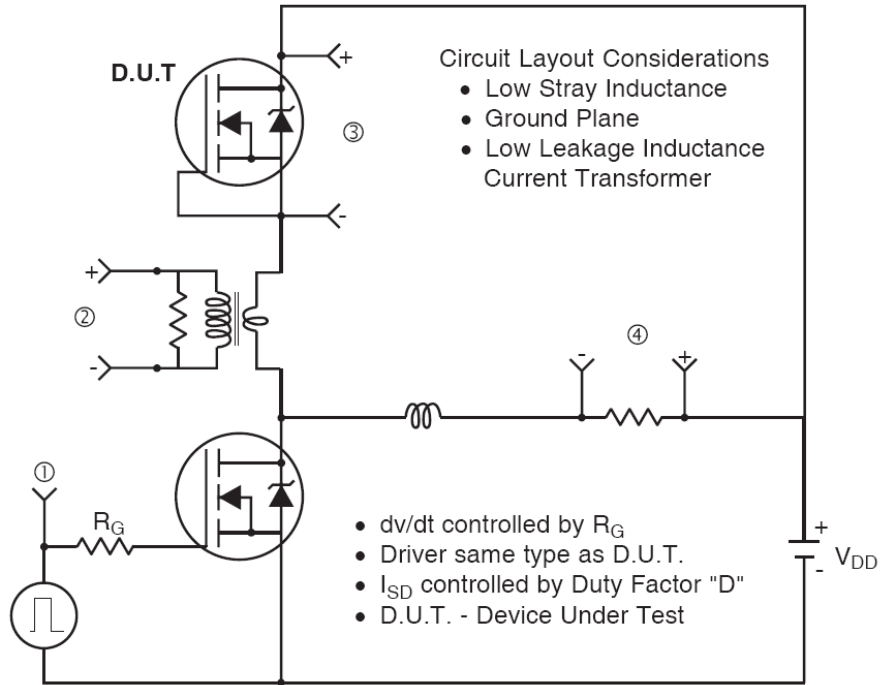 D.U.T
+
Circuit Layout Considerations
• Low Stray Inductance
• Ground Plane
• Low Leakage Inductance
Current Transformer
③
-
+
②
-
④
-
+
①
R_G
• dv/dt controlled by R_G
• Driver same type as D.U.T.
• I_SD controlled by Duty Factor "D"
• D.U.T. - Device Under Test
+
V_DD
-